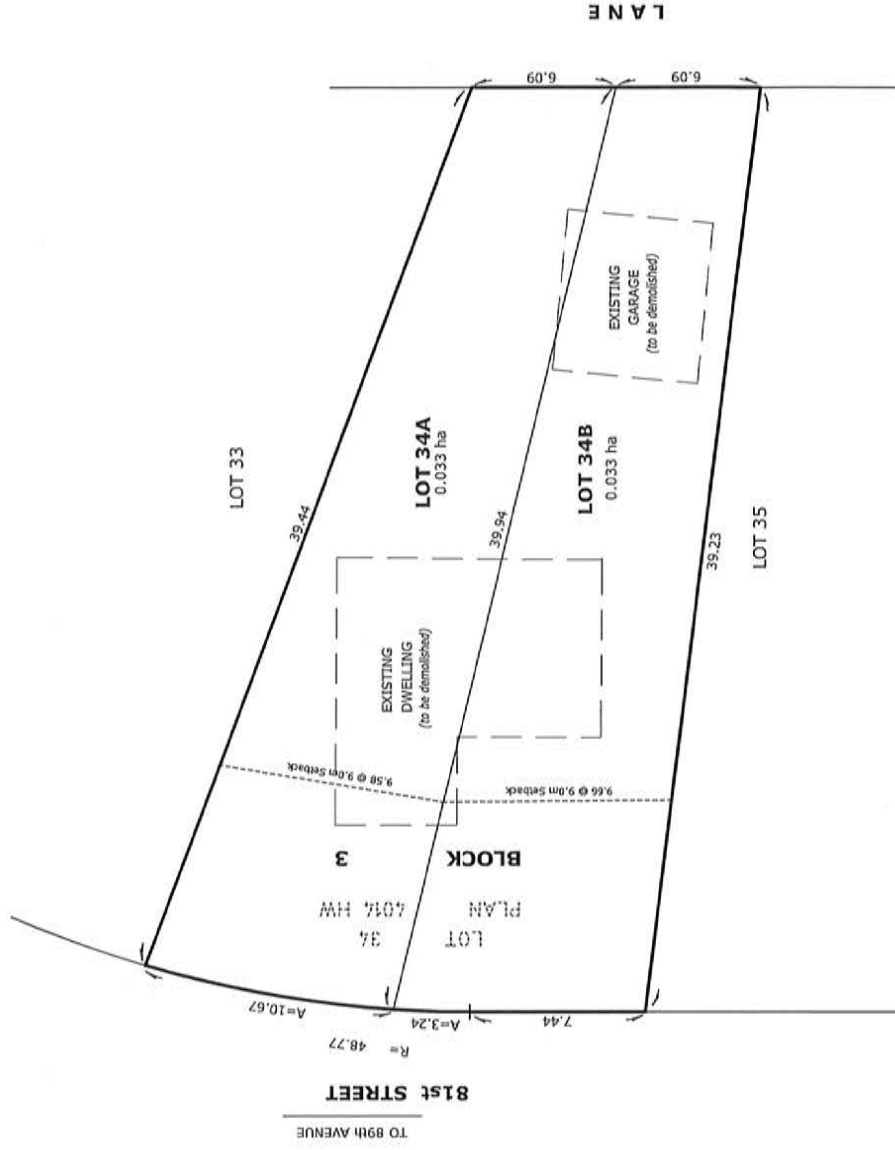 LANE
6.09
6.09
LOT 33
39.44
LOT 34A
0.033 ha
39.94
LOT 34B
0.033 ha
EXISTING
GARAGE
(to be demolished)
39.23
LOT 35
EXISTING
DWELLING
(to be demolished)
9.58 @ 9.0m Setback
9.66 @ 9.0m Setback
BLOCK 3
PLAN 4014 HW
LOT 34
A=10.67
A=3.24
7.44
R= 48.77
81st STREET
TO 89th AVENUE